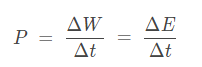 P = ΔW/Δt = ΔE/Δt